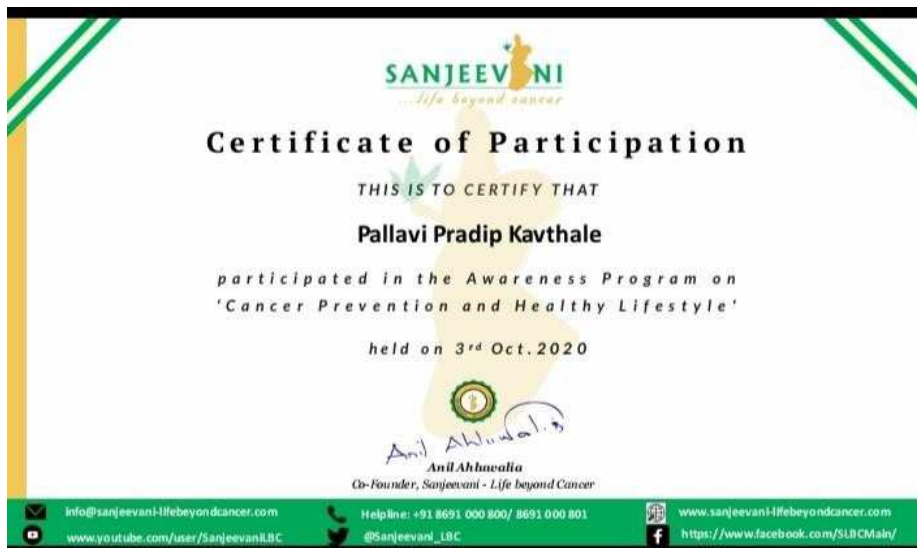 SANJEEVANI
...life beyond cancer
Certificate of Participation
THIS IS TO CERTIFY THAT
Pallavi Pradip Kavthale
participated in the Awareness Program on
'Cancer Prevention and Healthy Lifestyle'
held on 3rd Oct.2020
Anil Ahluwalia
Anil Ahluwalia
Co-Founder, Sanjeevani - Life beyond Cancer
info@sanjeevani-lifebeyondcancer.com
Helpline: +91 8691 000 800/ 8691 000 801
www.sanjeevani-lifebeyondcancer.com
www.youtube.com/user/SanjeevaniLBC
@Sanjeevani_LBC
https://www.facebook.com/SLBCMain/